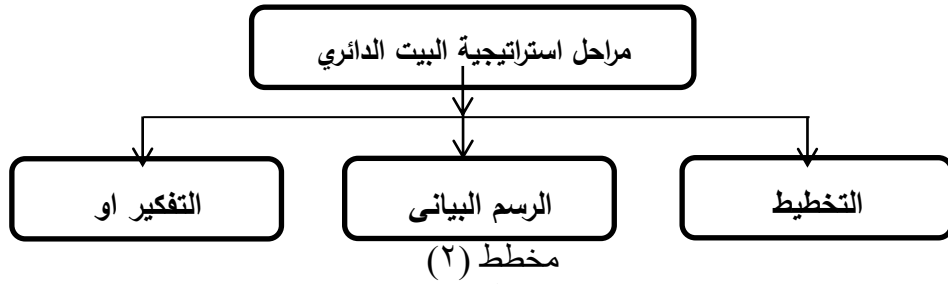 مراحل استراتيجية البيت الدائري
التخطيط
الرسم البيانى
التفكير او
مخطط (٢)